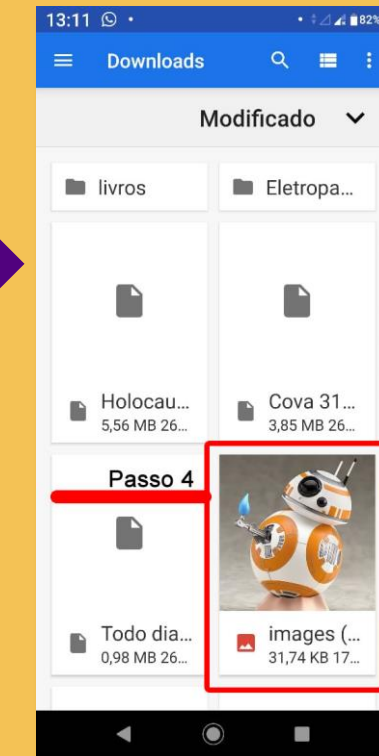 13:11 82%
Downloads
Modificado
livros
Eletropa...
Holocau...
5,56 MB 26...
Cova 31...
3,85 MB 26...
Passo 4
Todo dia...
0,98 MB 26...
images (...
31,74 KB 17...